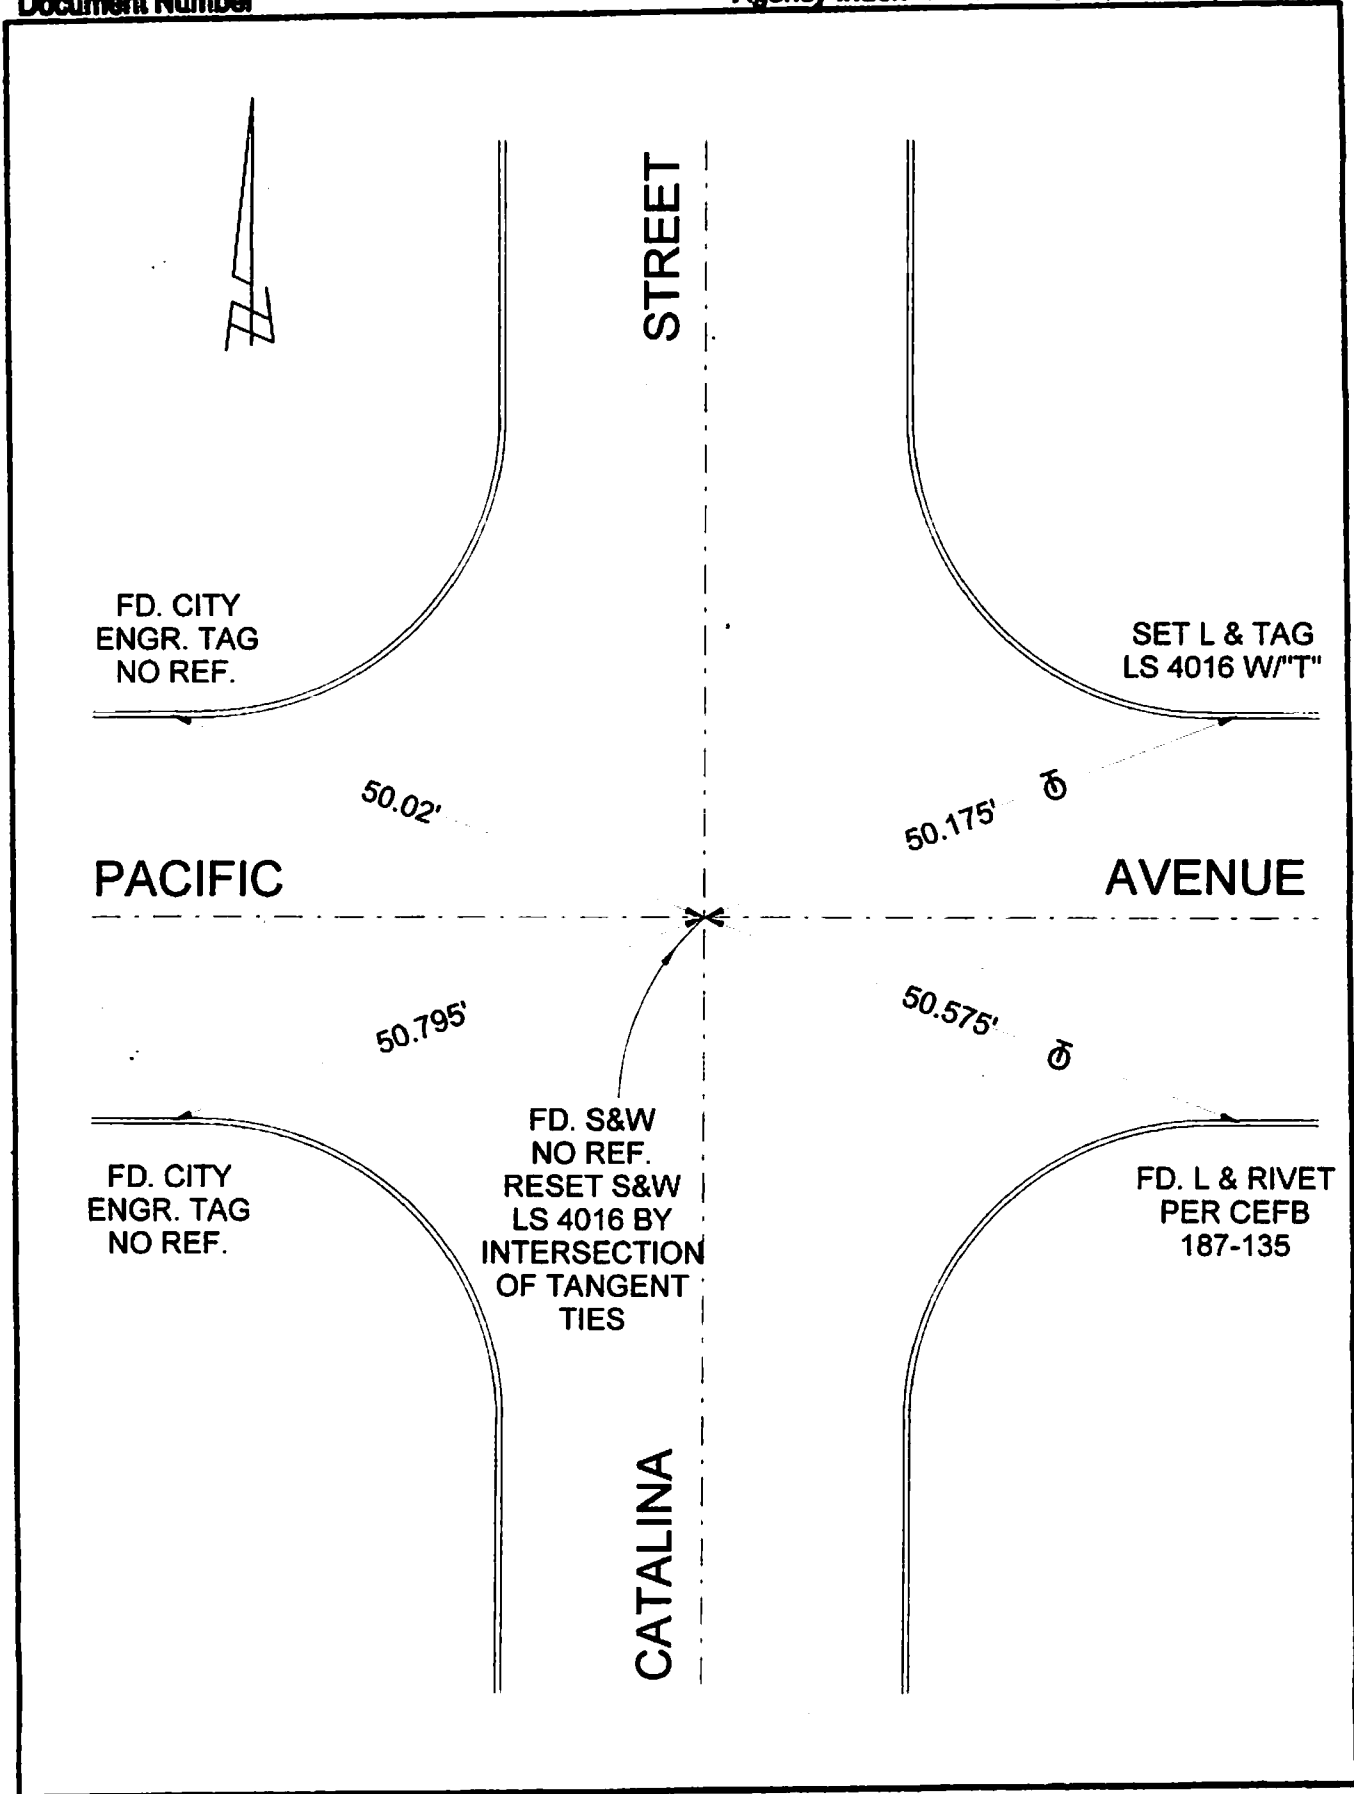 Document Number
STREET
FD. CITY
ENGR. TAG
NO REF.
SET L & TAG
LS 4016 W/"T"
50.02'
50.175'
PACIFIC
AVENUE
50.795'
50.575'
FD. S&W
NO REF.
RESET S&W
LS 4016 BY
INTERSECTION
OF TANGENT
TIES
FD. CITY
ENGR. TAG
NO REF.
FD. L & RIVET
PER CEFB
187-135
CATALINA